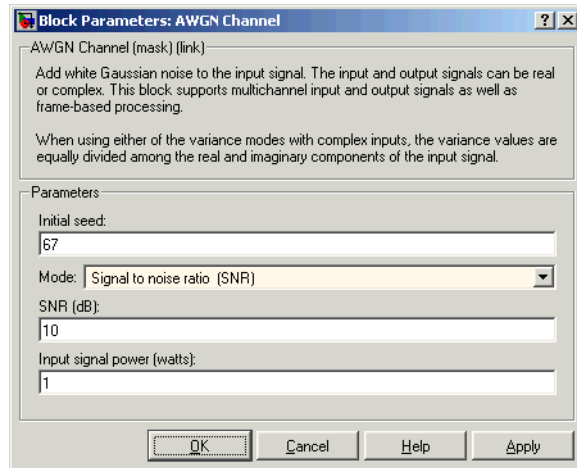 Block Parameters: AWGN Channel
AWGN Channel (mask) (link)
Add white Gaussian noise to the input signal. The input and output signals can be real
or complex. This block supports multichannel input and output signals as well as
frame-based processing.
When using either of the variance modes with complex inputs, the variance values are
equally divided among the real and imaginary components of the input signal.
Parameters
Initial seed:
67
Mode: Signal to noise ratio (SNR)
SNR (dB):
10
Input signal power (watts):
1
OK Cancel Help Apply